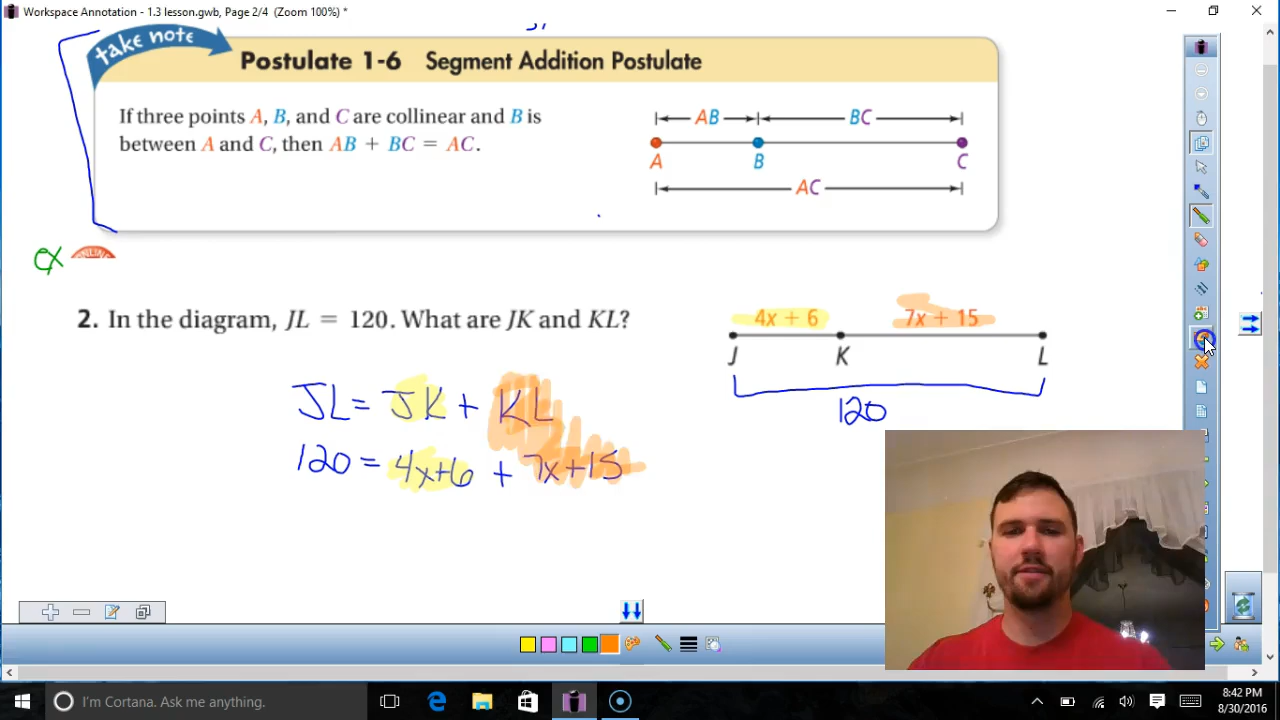 Workspace Annotation - 1.3 lesson.gwb, Page 2/4 (Zoom 100%) *
take note
Postulate 1-6 Segment Addition Postulate
If three points A, B, and C are collinear and B is
between A and C, then AB + BC = AC.
AB BC
A B C
AC
ex
2. In the diagram, JL = 120. What are JK and KL?
4x + 6 7x + 15
J K L
120
JL = JK + KL
120 = 4x+6 + 7x+15
I'm Cortana. Ask me anything.
8:42 PM
8/30/2016